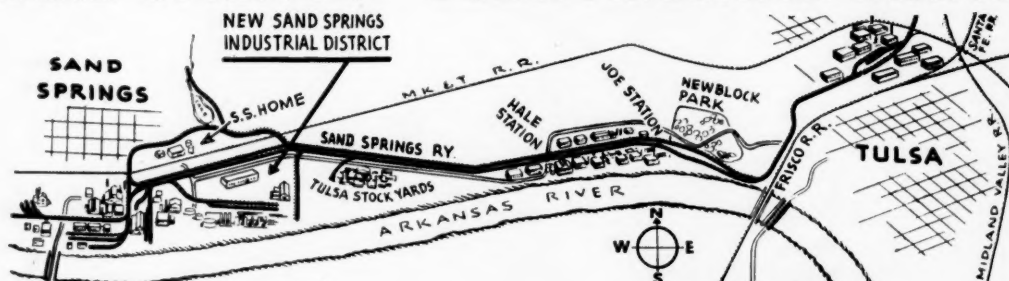 NEW SAND SPRINGS
INDUSTRIAL DISTRICT
SAND
SPRINGS
S.S. HOME
M K & T R.R.
SAND SPRINGS RY.
TULSA STOCK YARDS
HALE
STATION
JOE STATION
NEWBLOCK
PARK
FRISCO R.R.
TULSA
SANTA
FE. RR.
MIDLAND VALLEY R.R.
ARKANSAS RIVER
N
W
E
S